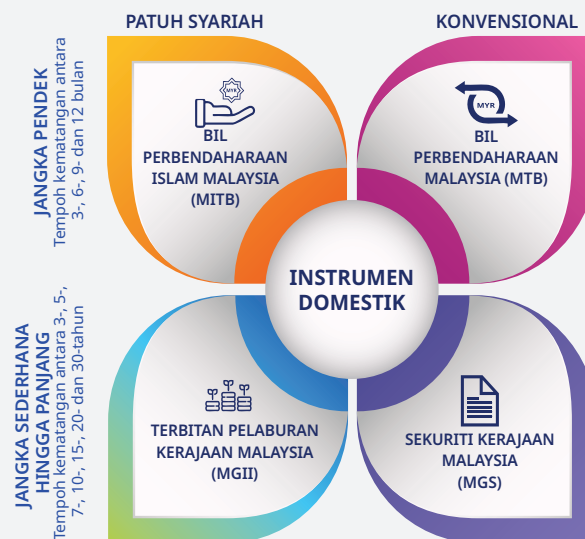 PATUH SYARIAH
KONVENSIONAL
JANGKA PENDEK
Tempoh kematangan antara
3-, 6-, 9- dan 12 bulan
MYR
BIL
PERBENDAHARAAN
ISLAM MALAYSIA
(MITB)
MYR
BIL
PERBENDAHARAAN
MALAYSIA (MTB)
INSTRUMEN
DOMESTIK
JANGKA SEDERHANA
HINGGA PANJANG
Tempoh kematangan antara 3-, 5-,
7-, 10-, 15-, 20- dan 30-tahun
TERBITAN PELABURAN
KERAJAAN MALAYSIA
(MGII)
SEKURITI KERAJAAN
MALAYSIA
(MGS)